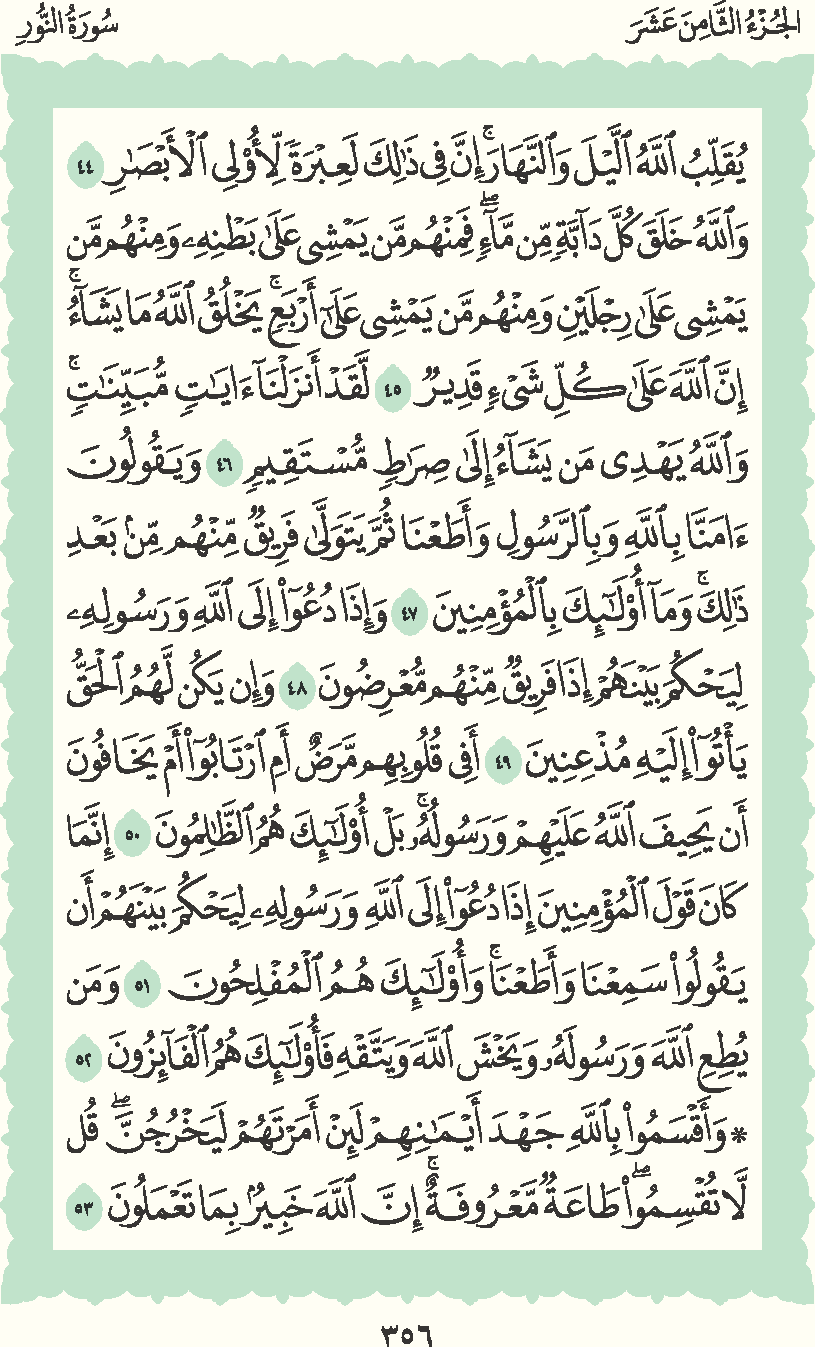 الجُزْءُ الثَّامِنَ عَشَرَ
سُورَةُ النُّورِ
يُقَلِّبُ ٱللَّهُ ٱلَّيْلَ وَٱلنَّهَارَۚ إِنَّ فِى ذَٰلِكَ لَعِبْرَةًۭ لِّأُو۟لِى ٱلْأَبْصَـٰرِ ٤٤
وَٱللَّهُ خَلَقَ كُلَّ دَآبَّةٍۢ مِّن مَّآءٍۢۖ فَمِنْهُم مَّن يَمْشِى عَلَىٰ بَطْنِهِۦ وَمِنْهُم مَّن
يَمْشِى عَلَىٰ رِجْلَيْنِ وَمِنْهُم مَّن يَمْشِى عَلَىٰٓ أَرْبَعٍۢۚ يَخْلُقُ ٱللَّهُ مَا يَشَآءُۚ
إِنَّ ٱللَّهَ عَلَىٰ كُلِّ شَىْءٍۢ قَدِيرٌۭ ٤٥ لَّقَدْ أَنزَلْنَآ ءَايَـٰتٍۢ مُّبَيِّنَـٰتٍۢۚ
وَٱللَّهُ يَهْدِى مَن يَشَآءُ إِلَىٰ صِرَٰطٍۢ مُّسْتَقِيمٍۢ ٤٦ وَيَقُولُونَ
ءَامَنَّا بِٱللَّهِ وَبِٱلرَّسُولِ وَأَطَعْنَا ثُمَّ يَتَوَلَّىٰ فَرِيقٌۭ مِّنْهُم مِّنۢ بَعْدِ
ذَٰلِكَۚ وَمَآ أُو۟لَـٰٓئِكَ بِٱلْمُؤْمِنِينَ ٤٧ وَإِذَا دُعُوٓا۟ إِلَى ٱللَّهِ وَرَسُولِهِۦ
لِيَحْكُمَ بَيْنَهُمْ إِذَا فَرِيقٌۭ مِّنْهُم مُّعْرِضُونَ ٤٨ وَإِن يَكُن لَّهُمُ ٱلْحَقُّ
يَأْتُوٓا۟ إِلَيْهِ مُذْعِنِينَ ٤٩ أَفِى قُلُوبِهِم مَّرَضٌ أَمِ ٱرْتَابُوٓا۟ أَمْ يَخَافُونَ
أَن يَحِيفَ ٱللَّهُ عَلَيْهِمْ وَرَسُولُهُۥۚ بَلْ أُو۟لَـٰٓئِكَ هُمُ ٱلظَّـٰلِمُونَ ٥٠ إِنَّمَا
كَانَ قَوْلَ ٱلْمُؤْمِنِينَ إِذَا دُعُوٓا۟ إِلَى ٱللَّهِ وَرَسُولِهِۦ لِيَحْكُمَ بَيْنَهُمْ أَن
يَقُولُوا۟ سَمِعْنَا وَأَطَعْنَاۚ وَأُو۟لَـٰٓئِكَ هُمُ ٱلْمُفْلِحُونَ ٥١ وَمَن
يُطِعِ ٱللَّهَ وَرَسُولَهُۥ وَيَخْشَ ٱللَّهَ وَيَتَّقْهِ فَأُو۟لَـٰٓئِكَ هُمُ ٱلْفَآئِزُونَ ٥٢
* وَأَقْسَمُوا۟ بِٱللَّهِ جَهْدَ أَيْمَـٰنِهِمْ لَئِنْ أَمَرْتَهُمْ لَيَخْرُجُنَّۖ قُل
لَّا تُقْسِمُوا۟ۖ طَاعَةٌۭ مَّعْرُوفَةٌۚ إِنَّ ٱللَّهَ خَبِيرٌۢ بِمَا تَعْمَلُونَ ٥٣
٣٥٦